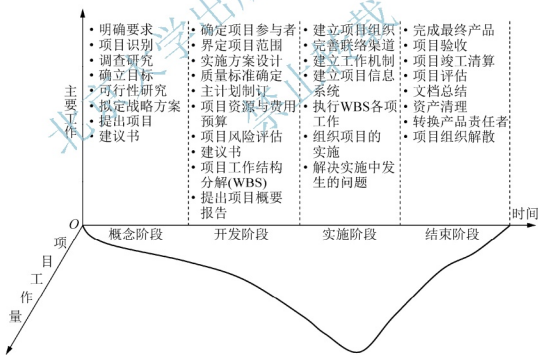 主要工作
• 明确要求
• 项目识别
• 调查研究
• 确立目标
• 可行性研究
• 拟定战略方案
• 提出项目
• 建议书
• 确定项目参与者
• 界定项目范围
• 实施方案设计
• 质量标准确定
• 主计划制订
• 项目资源与费用
预算
• 项目风险评估
• 建议书
• 项目工作结构
分解(WBS)
• 提出项目概要
报告
• 建立项目组织
• 完善联络渠道
• 建立工作机制
• 建立项目信息
系统
• 执行WBS各项
工作
• 组织项目的
实施
• 解决实施中发
生的问题
• 完成最终产品
• 项目验收
• 项目竣工清算
• 项目评估
• 文档总结
• 资产清理
• 转换产品责任者
• 项目组织解散
O
概念阶段
开发阶段
实施阶段
结束阶段
时间
项目工作量
禁止转载